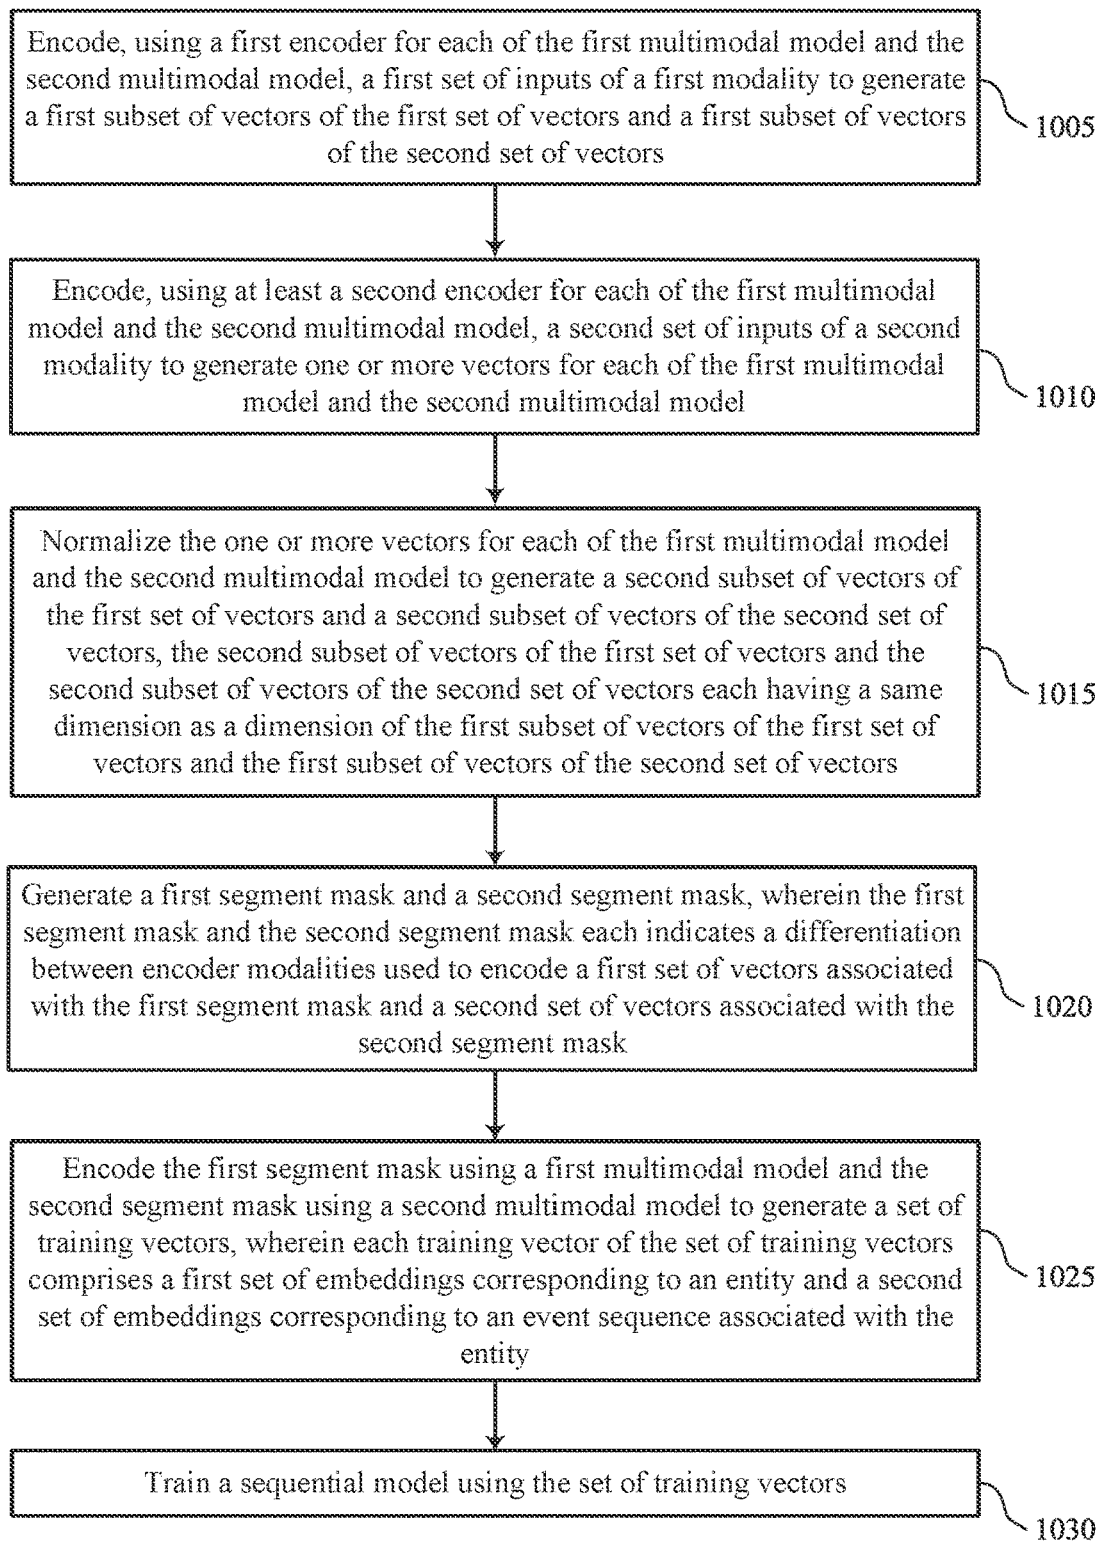 Encode, using a first encoder for each of the first multimodal model and the
second multimodal model, a first set of inputs of a first modality to generate
a first subset of vectors of the first set of vectors and a first subset of vectors
of the second set of vectors
1005
Encode, using at least a second encoder for each of the first multimodal
model and the second multimodal model, a second set of inputs of a second
modality to generate one or more vectors for each of the first multimodal
model and the second multimodal model
1010
Normalize the one or more vectors for each of the first multimodal model
and the second multimodal model to generate a second subset of vectors of
the first set of vectors and a second subset of vectors of the second set of
vectors, the second subset of vectors of the first set of vectors and the
second subset of vectors of the second set of vectors each having a same
dimension as a dimension of the first subset of vectors of the first set of
vectors and the first subset of vectors of the second set of vectors
1015
Generate a first segment mask and a second segment mask, wherein the first
segment mask and the second segment mask each indicates a differentiation
between encoder modalities used to encode a first set of vectors associated
with the first segment mask and a second set of vectors associated with the
second segment mask
1020
Encode the first segment mask using a first multimodal model and the
second segment mask using a second multimodal model to generate a set of
training vectors, wherein each training vector of the set of training vectors
comprises a first set of embeddings corresponding to an entity and a second
set of embeddings corresponding to an event sequence associated with the
entity
1025
Train a sequential model using the set of training vectors
1030